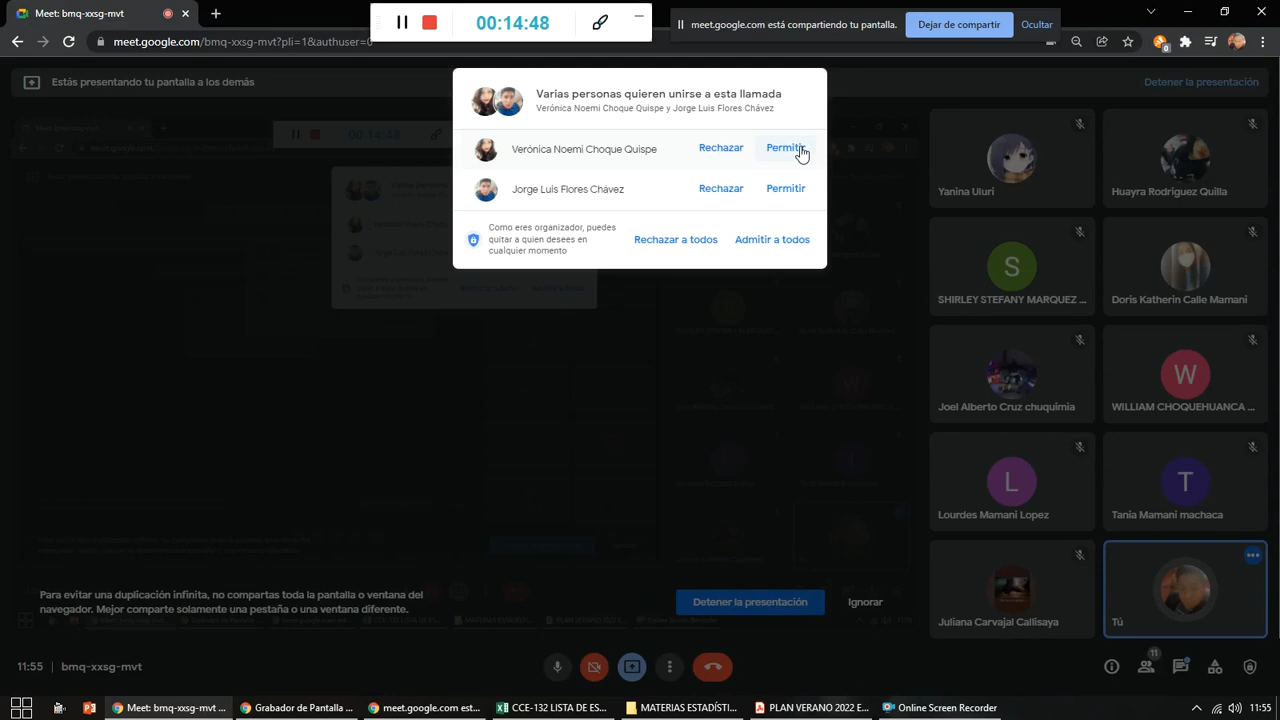 Meet: bmq-xxsg-mvt
00:14:48
meet.google.com está compartiendo tu pantalla.
Dejar de compartir
Ocultar
meet.google.com/bmq-xxsg-mvt?pli=1&authuser=0
Estás presentando tu pantalla a los demás
Detener la presentación
Varias personas quieren unirse a esta llamada
Verónica Noemi Choque Quispe y Jorge Luis Flores Chávez
Verónica Noemi Choque Quispe
Rechazar
Permitir
Jorge Luis Flores Chávez
Rechazar
Permitir
Como eres organizador, puedes
quitar a quien desees en
cualquier momento
Rechazar a todos
Admitir a todos
Yanina Uluri
Huayra Rodríguez Quilla
S
SHIRLEY STEFANY MARQUEZ ...
Doris Katherin Calle Mamani
Joel Alberto Cruz chuquimia
W
WILLIAM CHOQUEHUANCA ...
L
Lourdes Mamani Lopez
T
Tania Mamani machaca
Juliana Carvajal Callisaya
Tú
Para evitar una duplicación infinita, no compartas toda la pantalla o ventana del
navegador. Mejor comparte solamente una pestaña o una ventana diferente.
Detener la presentación
Ignorar
11:55
bmq-xxsg-mvt
11
Meet: bmq-xxsg-mvt ...
Grabador de Pantalla ...
meet.google.com est...
CCE-132 LISTA DE ES...
MATERIAS ESTADÍSTI...
PLAN VERANO 2022 E...
Online Screen Recorder
11:55